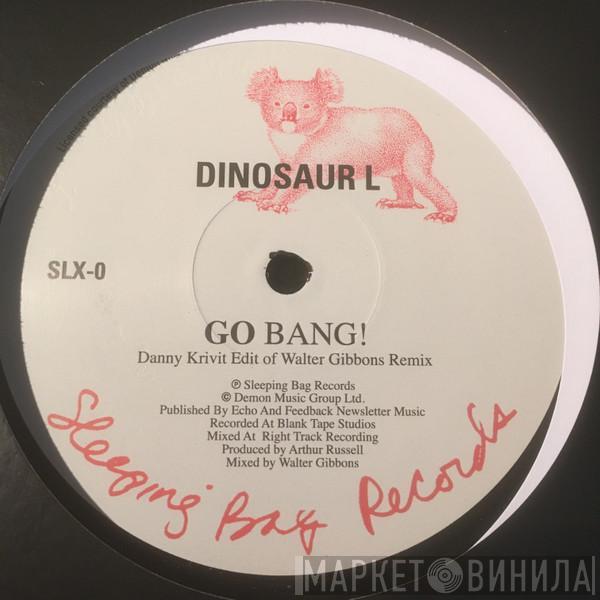 DINOSAUR L
SLX-0
GO BANG!
Danny Krivit Edit of Walter Gibbons Remix
℗ Sleeping Bag Records
© Demon Music Group Ltd.
Published By Echo And Feedback Newsletter Music
Recorded At Blank Tape Studios
Mixed At Right Track Recording
Produced by Arthur Russell
Mixed by Walter Gibbons
Sleeping Bag Records
МАРКЕТ ВИНИЛА